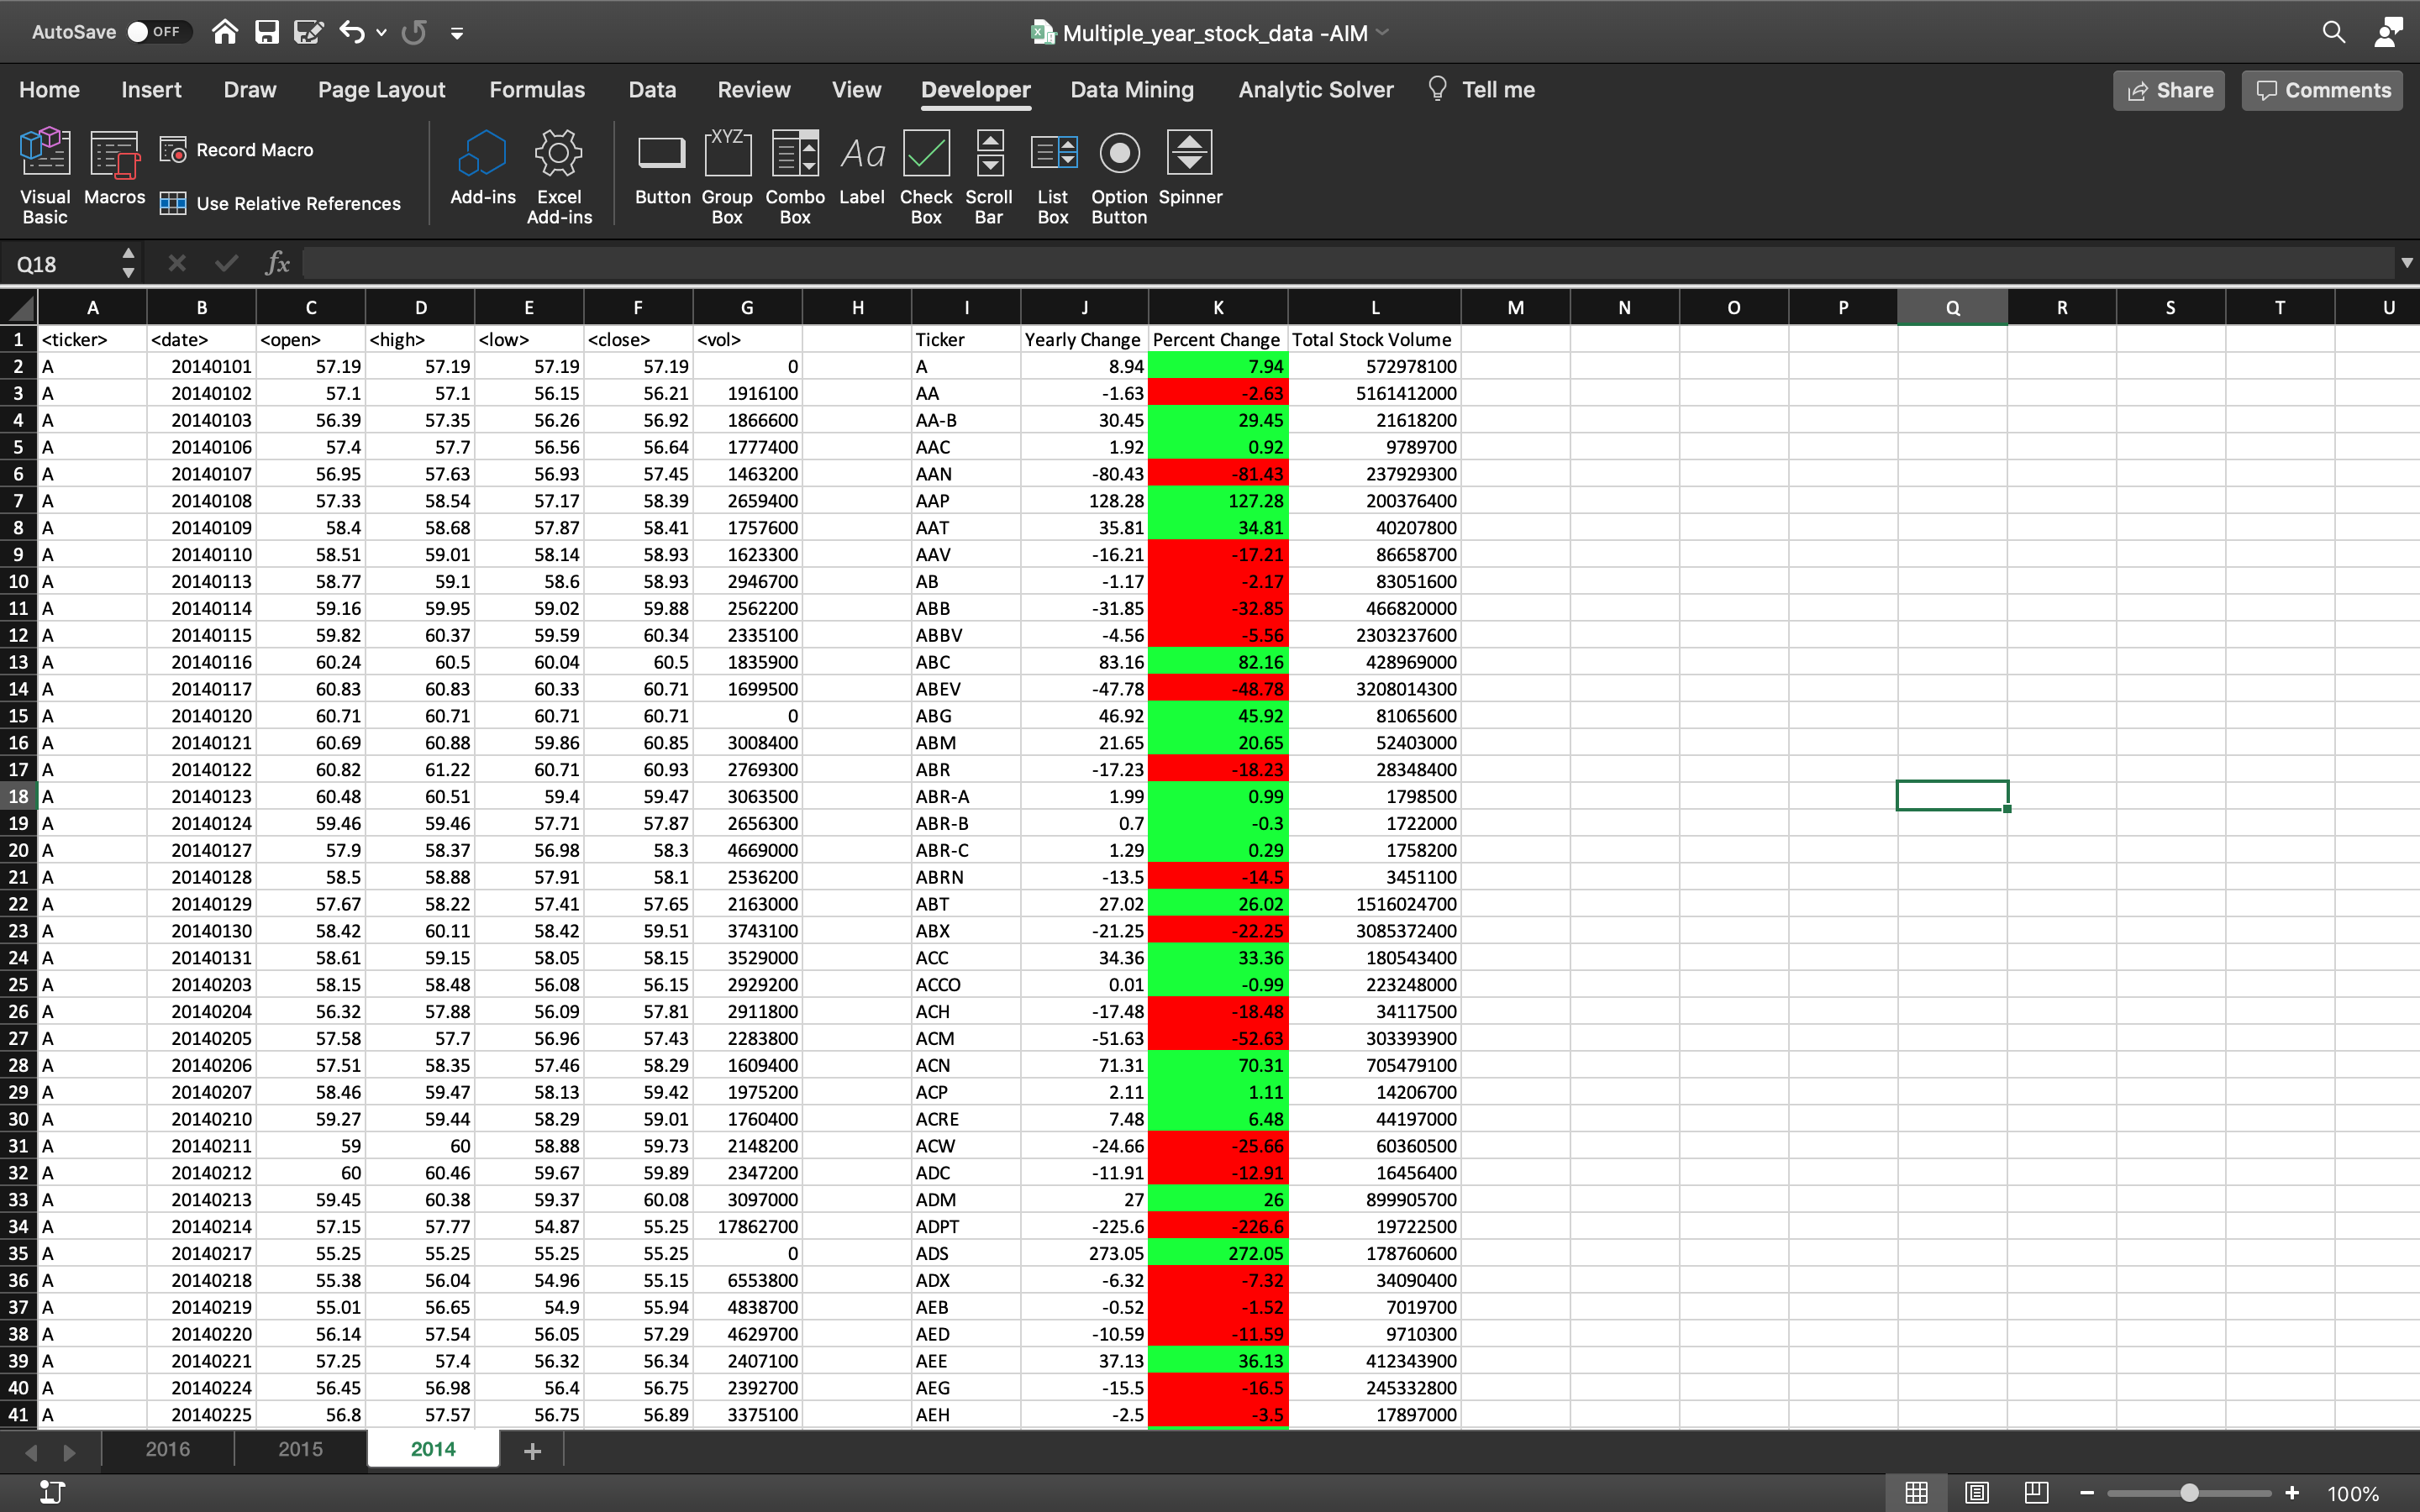 AutoSave OFF Multiple_year_stock_data -AIM
Home Insert Draw Page Layout Formulas Data Review View Developer Data Mining Analytic Solver Tell me Share Comments
Visual Basic Macros Record Macro Use Relative References Add-ins Excel Add-ins XYZ Aa Button Group Box Combo Box Label Check Box Scroll Bar List Box Option Button Spinner
Q18 fx
A B C D E F G H I J K L M N O P Q R S T U
1 <ticker> <date> <open> <high> <low> <close> <vol> Ticker Yearly Change Percent Change Total Stock Volume
2 A 20140101 57.19 57.19 57.19 57.19 0 A 8.94 7.94 572978100
3 A 20140102 57.1 57.1 56.15 56.21 1916100 AA -1.63 -2.63 5161412000
4 A 20140103 56.39 57.35 56.26 56.92 1866600 AA-B 30.45 29.45 21618200
5 A 20140106 57.4 57.7 56.56 56.64 1777400 AAC 1.92 0.92 9789700
6 A 20140107 56.95 57.63 56.93 57.45 1463200 AAN -80.43 -81.43 237929300
7 A 20140108 57.33 58.54 57.17 58.39 2659400 AAP 128.28 127.28 200376400
8 A 20140109 58.4 58.68 57.87 58.41 1757600 AAT 35.81 34.81 40207800
9 A 20140110 58.51 59.01 58.14 58.93 1623300 AAV -16.21 -17.21 86658700
10 A 20140113 58.77 59.1 58.6 58.93 2946700 AB -1.17 -2.17 83051600
11 A 20140114 59.16 59.95 59.02 59.88 2562200 ABB -31.85 -32.85 466820000
12 A 20140115 59.82 60.37 59.59 60.34 2335100 ABBV -4.56 -5.56 2303237600
13 A 20140116 60.24 60.5 60.04 60.5 1835900 ABC 83.16 82.16 428969000
14 A 20140117 60.83 60.83 60.33 60.71 1699500 ABEV -47.78 -48.78 3208014300
15 A 20140120 60.71 60.71 60.71 60.71 0 ABG 46.92 45.92 81065600
16 A 20140121 60.69 60.88 59.86 60.85 3008400 ABM 21.65 20.65 52403000
17 A 20140122 60.82 61.22 60.71 60.93 2769300 ABR -17.23 -18.23 28348400
18 A 20140123 60.48 60.51 59.4 59.47 3063500 ABR-A 1.99 0.99 1798500
19 A 20140124 59.46 59.46 57.71 57.87 2656300 ABR-B 0.7 -0.3 1722000
20 A 20140127 57.9 58.37 56.98 58.3 4669000 ABR-C 1.29 0.29 1758200
21 A 20140128 58.5 58.88 57.91 58.1 2536200 ABRN -13.5 -14.5 3451100
22 A 20140129 57.67 58.22 57.41 57.65 2163000 ABT 27.02 26.02 1516024700
23 A 20140130 58.42 60.11 58.42 59.51 3743100 ABX -21.25 -22.25 3085372400
24 A 20140131 58.61 59.15 58.05 58.15 3529000 ACC 34.36 33.36 180543400
25 A 20140203 58.15 58.48 56.08 56.15 2929200 ACCO 0.01 -0.99 223248000
26 A 20140204 56.32 57.88 56.09 57.81 2911800 ACH -17.48 -18.48 34117500
27 A 20140205 57.58 57.7 56.96 57.43 2283800 ACM -51.63 -52.63 303393900
28 A 20140206 57.51 58.35 57.46 58.29 1609400 ACN 71.31 70.31 705479100
29 A 20140207 58.46 59.47 58.13 59.42 1975200 ACP 2.11 1.11 14206700
30 A 20140210 59.27 59.44 58.29 59.01 1760400 ACRE 7.48 6.48 44197000
31 A 20140211 59 60 58.88 59.73 2148200 ACW -24.66 -25.66 60360500
32 A 20140212 60 60.46 59.67 59.89 2347200 ADC -11.91 -12.91 16456400
33 A 20140213 59.45 60.38 59.37 60.08 3097000 ADM 27 26 899905700
34 A 20140214 57.15 57.77 54.87 55.25 17862700 ADPT -225.6 -226.6 19722500
35 A 20140217 55.25 55.25 55.25 55.25 0 ADS 273.05 272.05 178760600
36 A 20140218 55.38 56.04 54.96 55.15 6553800 ADX -6.32 -7.32 34090400
37 A 20140219 55.01 56.65 54.9 55.94 4838700 AEB -0.52 -1.52 7019700
38 A 20140220 56.14 57.54 56.05 57.29 4629700 AED -10.59 -11.59 9710300
39 A 20140221 57.25 57.4 56.32 56.34 2407100 AEE 37.13 36.13 412343900
40 A 20140224 56.45 56.98 56.4 56.75 2392700 AEG -15.5 -16.5 245332800
41 A 20140225 56.8 57.57 56.75 56.89 3375100 AEH -2.5 -3.5 17897000
2016 2015 2014 +
100%